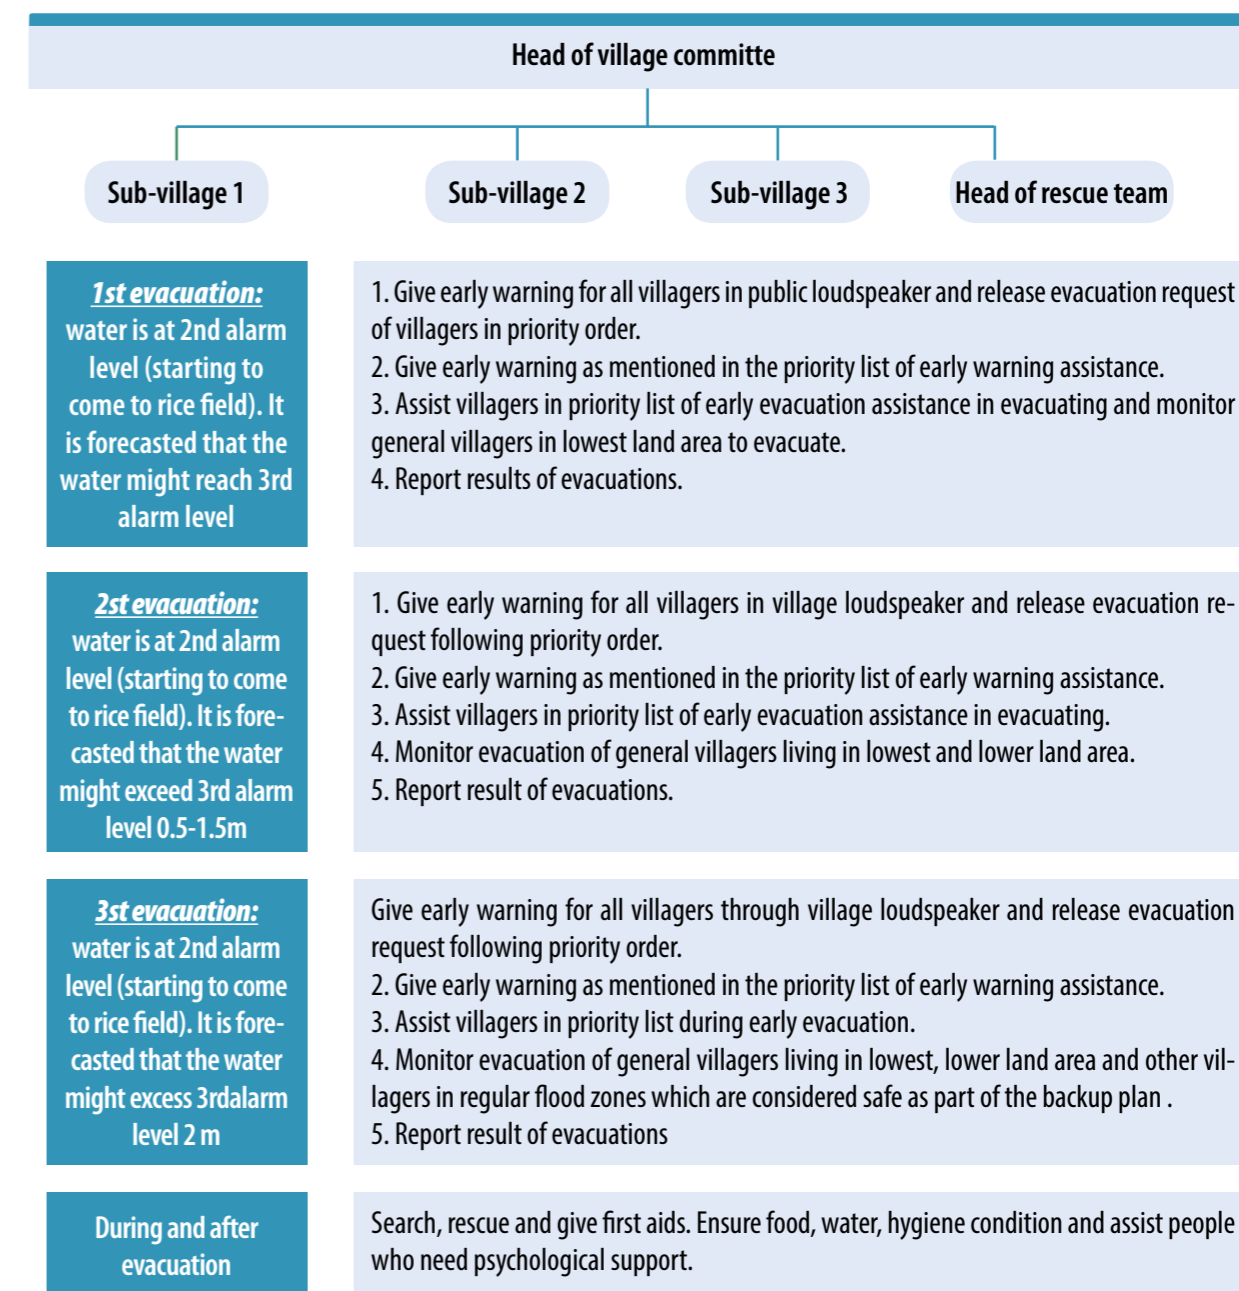 Head of village committe
Sub-village 1
Sub-village 2
Sub-village 3
Head of rescue team
1st evacuation:
water is at 2nd alarm
level (starting to
come to rice field). It
is forecasted that the
water might reach 3rd
alarm level
1. Give early warning for all villagers in public loudspeaker and release evacuation request
of villagers in priority order.
2. Give early warning as mentioned in the priority list of early warning assistance.
3. Assist villagers in priority list of early evacuation assistance in evacuating and monitor
general villagers in lowest land area to evacuate.
4. Report results of evacuations.
2st evacuation:
water is at 2nd alarm
level (starting to come
to rice field). It is fore-
casted that the water
might exceed 3rd alarm
level 0.5-1.5m
1. Give early warning for all villagers in village loudspeaker and release evacuation re-
quest following priority order.
2. Give early warning as mentioned in the priority list of early warning assistance.
3. Assist villagers in priority list of early evacuation assistance in evacuating.
4. Monitor evacuation of general villagers living in lowest and lower land area.
5. Report result of evacuations.
3st evacuation:
water is at 2nd alarm
level (starting to come
to rice field). It is fore-
casted that the water
might excess 3rdalarm
level 2 m
Give early warning for all villagers through village loudspeaker and release evacuation
request following priority order.
2. Give early warning as mentioned in the priority list of early warning assistance.
3. Assist villagers in priority list during early evacuation.
4. Monitor evacuation of general villagers living in lowest, lower land area and other vil-
lagers in regular flood zones which are considered safe as part of the backup plan .
5. Report result of evacuations
During and after
evacuation
Search, rescue and give first aids. Ensure food, water, hygiene condition and assist people
who need psychological support.